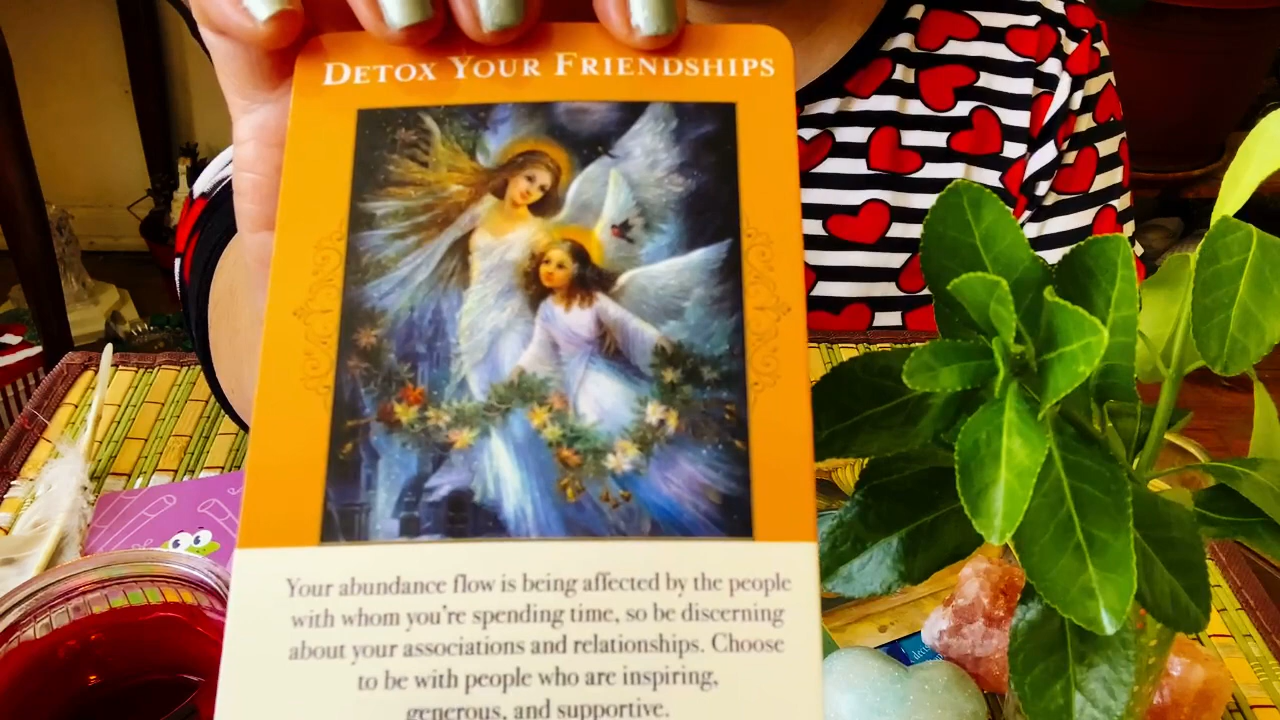 DETOX YOUR FRIENDSHIPS
Your abundance flow is being affected by the people
with whom you're spending time, so be discerning
about your associations and relationships. Choose
to be with people who are inspiring,
generous, and supportive.